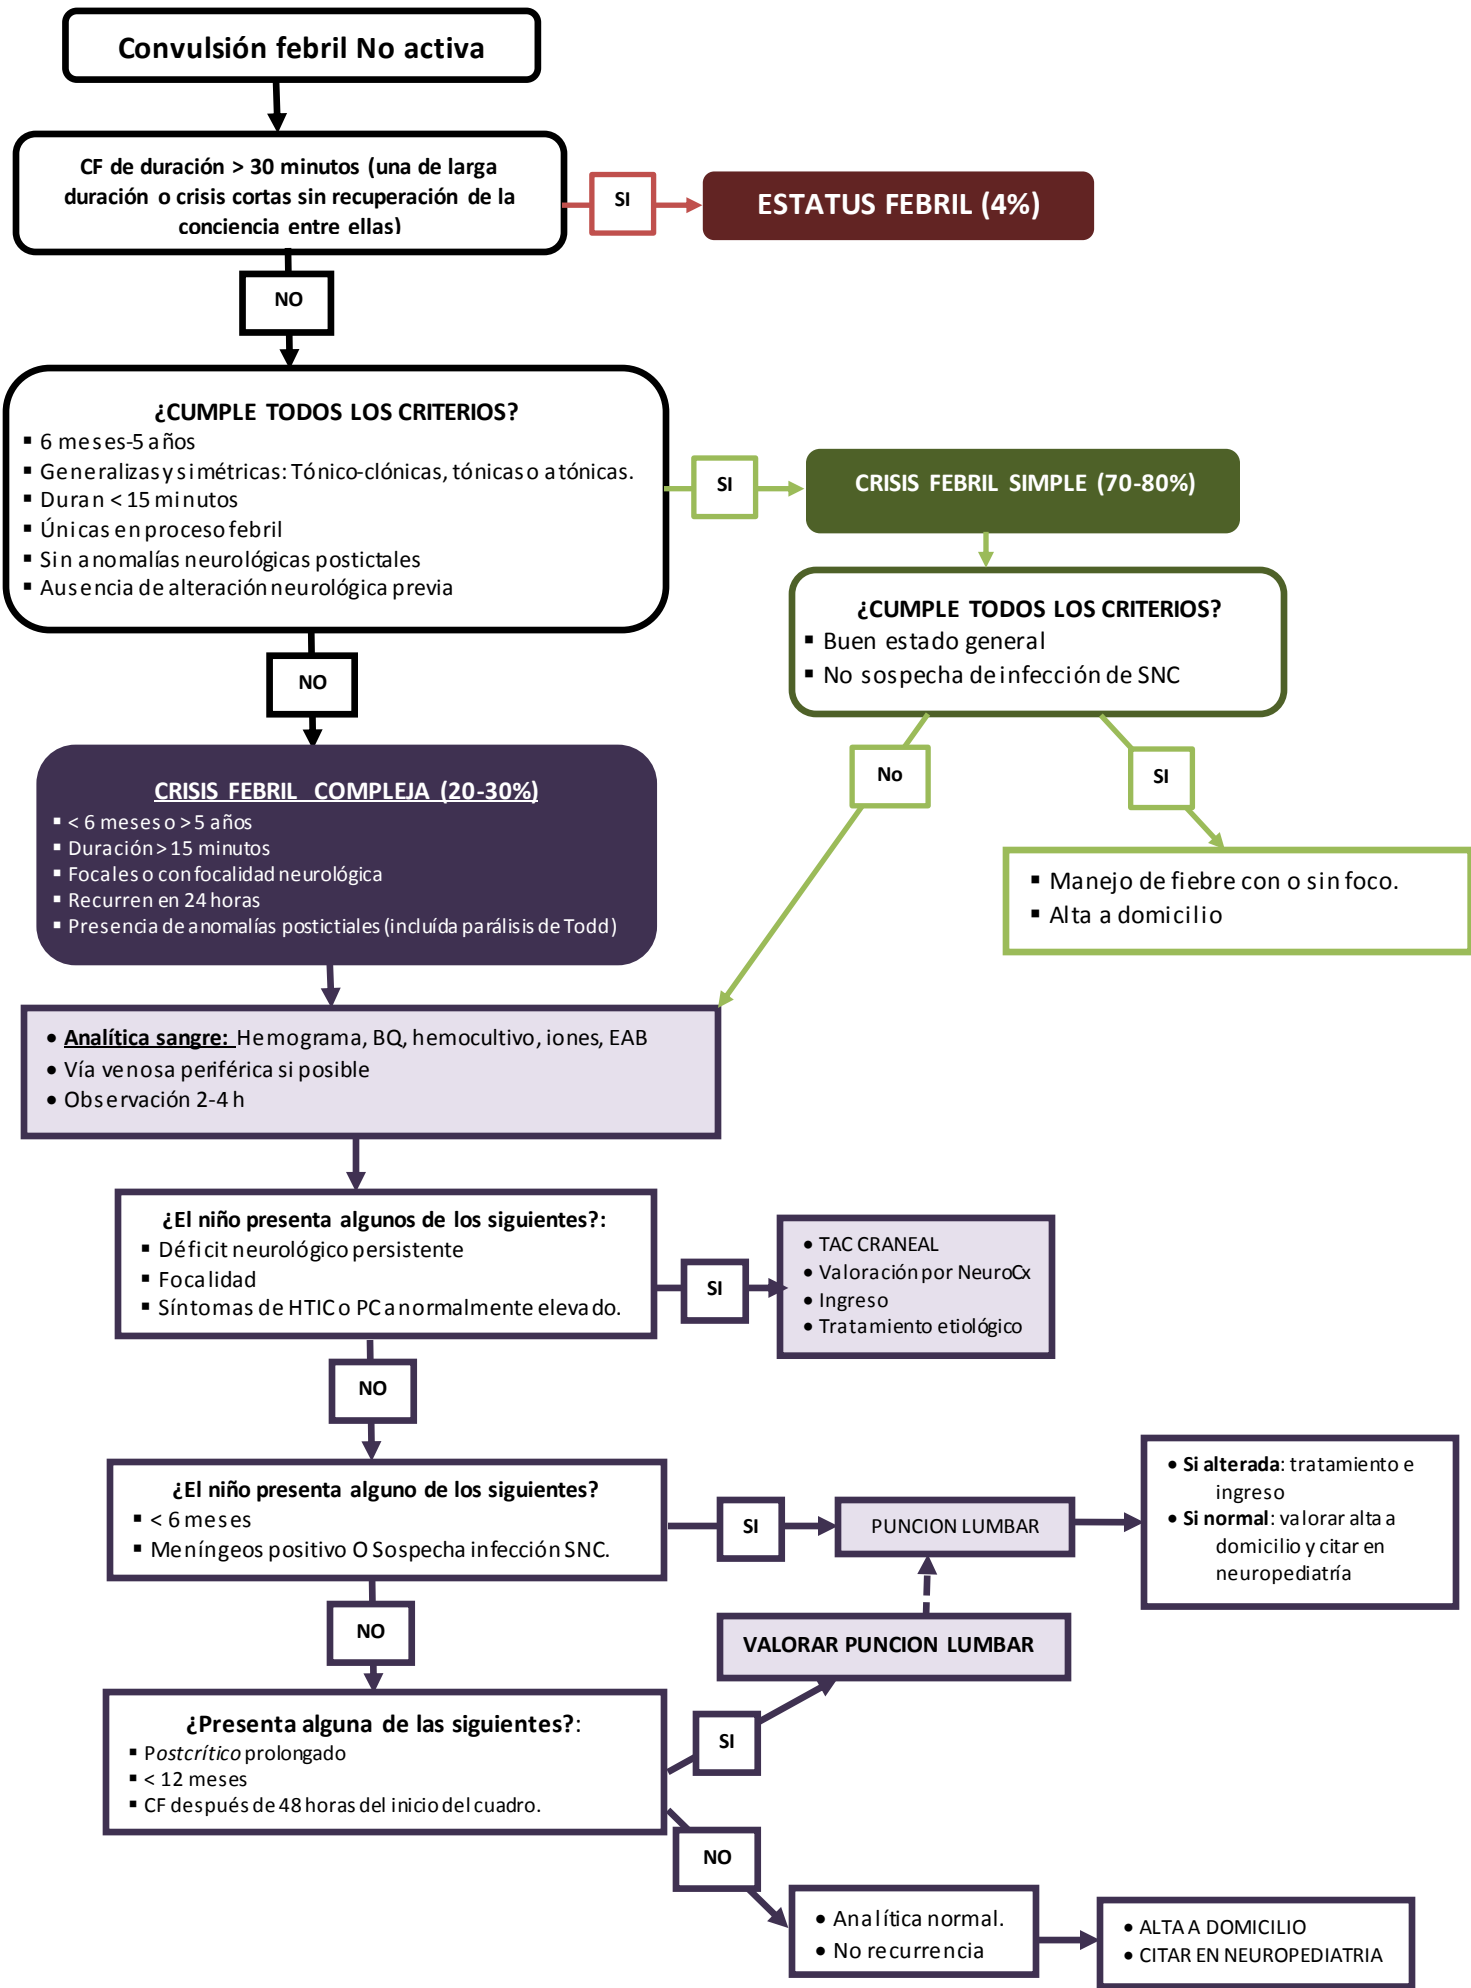 Convulsión febril No activa
CF de duración > 30 minutos (una de larga
duración o crisis cortas sin recuperación de la
conciencia entre ellas)
SI
ESTATUS FEBRIL (4%)
NO
¿CUMPLE TODOS LOS CRITERIOS?
▪ 6 meses-5 años
▪ Generalizas y simétricas: Tónico-clónicas, tónicas o atónicas.
▪ Duran < 15 minutos
▪ Únicas en proceso febril
▪ Sin anomalías neurológicas postictales
▪ Ausencia de alteración neurológica previa
SI
CRISIS FEBRIL SIMPLE (70-80%)
¿CUMPLE TODOS LOS CRITERIOS?
▪ Buen estado general
▪ No sospecha de infección de SNC
NO
No
SI
▪ Manejo de fiebre con o sin foco.
▪ Alta a domicilio
CRISIS FEBRIL COMPLEJA (20-30%)
▪ < 6 meses o > 5 años
▪ Duración > 15 minutos
▪ Focales o con focalidad neurológica
▪ Recurren en 24 horas
▪ Presencia de anomalías postictiales (incluída parálisis de Todd)
• Analítica sangre: Hemograma, BQ, hemocultivo, iones, EAB
• Vía venosa periférica si posible
• Observación 2-4 h
¿El niño presenta algunos de los siguientes?:
▪ Déficit neurológico persistente
▪ Focalidad
▪ Síntomas de HTIC o PC anormalmente elevado.
SI
• TAC CRANEAL
• Valoración por NeuroCx
• Ingreso
• Tratamiento etiológico
NO
¿El niño presenta alguno de los siguientes?
▪ < 6 meses
▪ Meníngeos positivo O Sospecha infección SNC.
SI
PUNCION LUMBAR
• Si alterada: tratamiento e
ingreso
• Si normal: valorar alta a
domicilio y citar en
neuropediatría
NO
VALORAR PUNCION LUMBAR
¿Presenta alguna de las siguientes?:
▪ Postcrítico prolongado
▪ < 12 meses
▪ CF después de 48 horas del inicio del cuadro.
SI
NO
• Analítica normal.
• No recurrencia
• ALTA A DOMICILIO
• CITAR EN NEUROPEDIATRIA